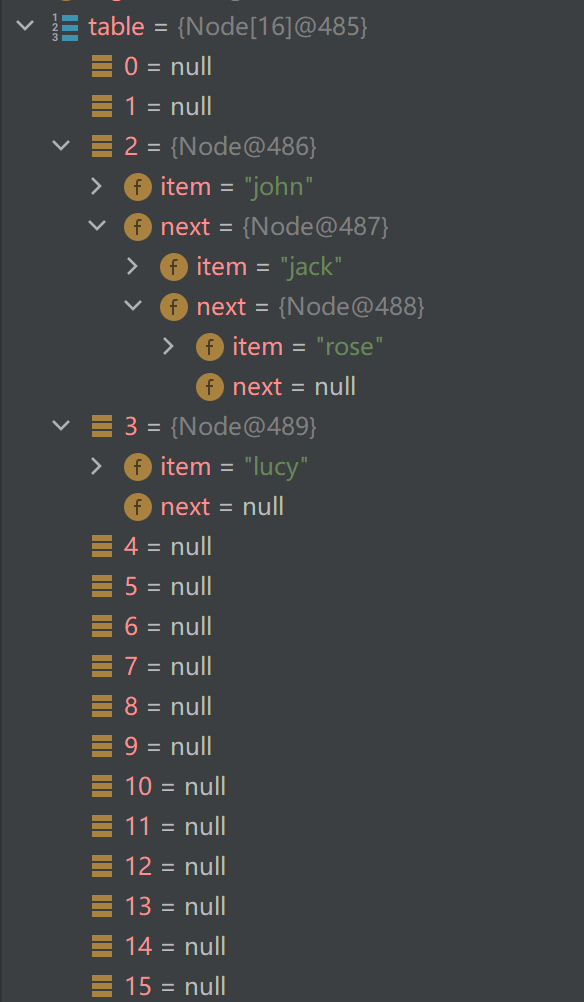 table = {Node[16]@485}
0 = null
1 = null
2 = {Node@486}
f item = "john"
f next = {Node@487}
f item = "jack"
f next = {Node@488}
f item = "rose"
f next = null
3 = {Node@489}
f item = "lucy"
f next = null
4 = null
5 = null
6 = null
7 = null
8 = null
9 = null
10 = null
11 = null
12 = null
13 = null
14 = null
15 = null